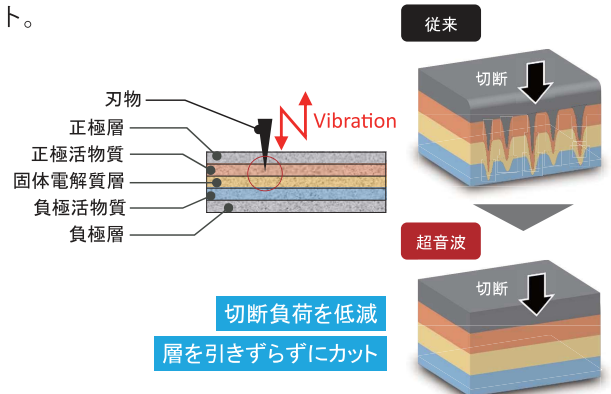 ト。
従来
切断
刃物
Vibration
正極層
正極活物質
固体電解質層
負極活物質
負極層
超音波
切断
切断負荷を低減
層を引きずらずにカット